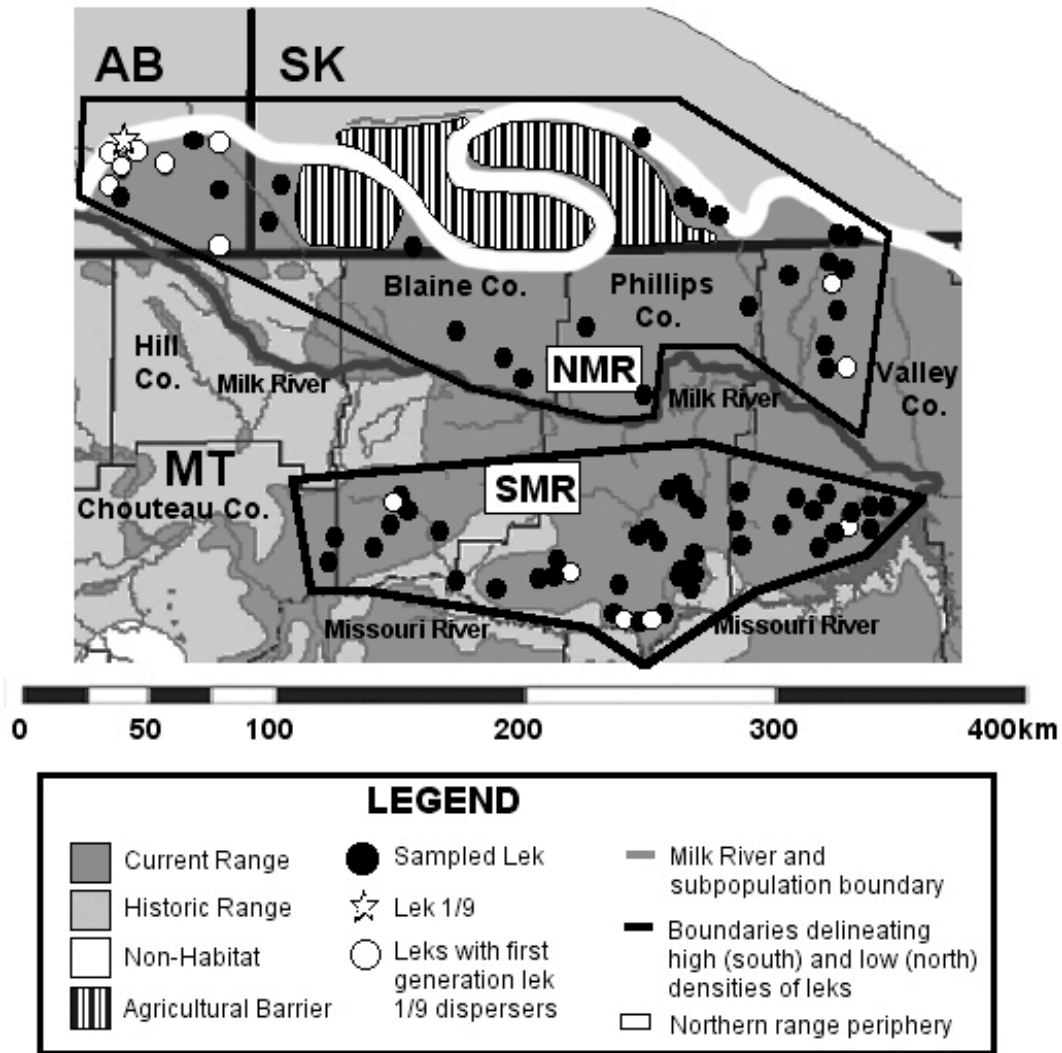 AB
SK
Blaine Co.
Phillips
Co.
Hill
Co.
Milk River
NMR
Milk River
Valley
Co.
MT
Chouteau Co.
SMR
Missouri River
Missouri River
0 50 100 200 300 400km
LEGEND
Current Range
Historic Range
Non-Habitat
Agricultural Barrier
Sampled Lek
Lek 1/9
Leks with first
generation lek
1/9 dispersers
Milk River and
subpopulation boundary
Boundaries delineating
high (south) and low (north)
densities of leks
Northern range periphery